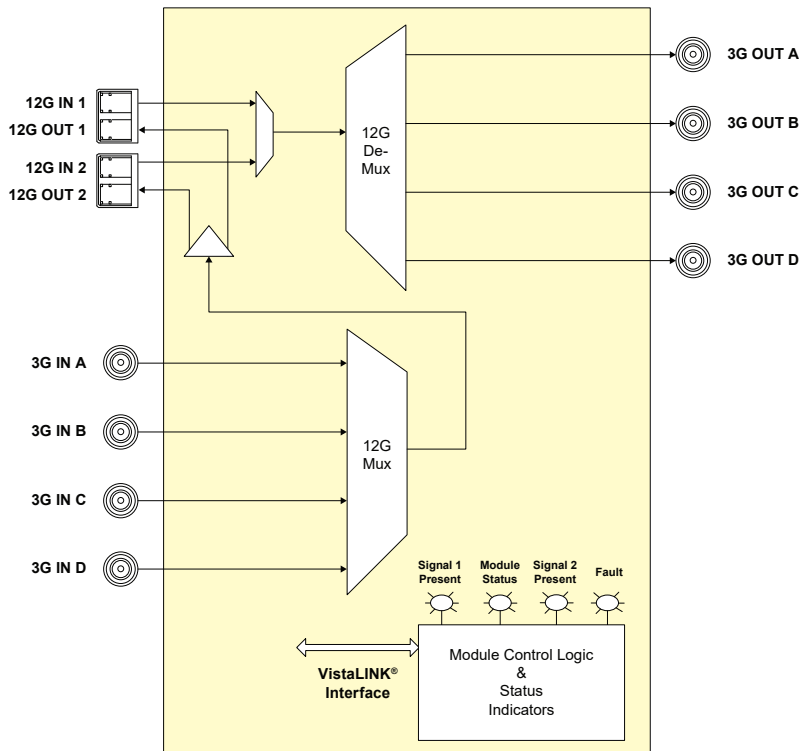 3G OUT A
12G IN 1
12G OUT 1
12G IN 2
12G OUT 2
12G
De-
Mux
3G OUT B
3G OUT C
3G OUT D
3G IN A
3G IN B
3G IN C
3G IN D
12G
Mux
Signal 1
Present
Module
Status
Signal 2
Present
Fault
VistaLINK®
Interface
Module Control Logic
&
Status
Indicators